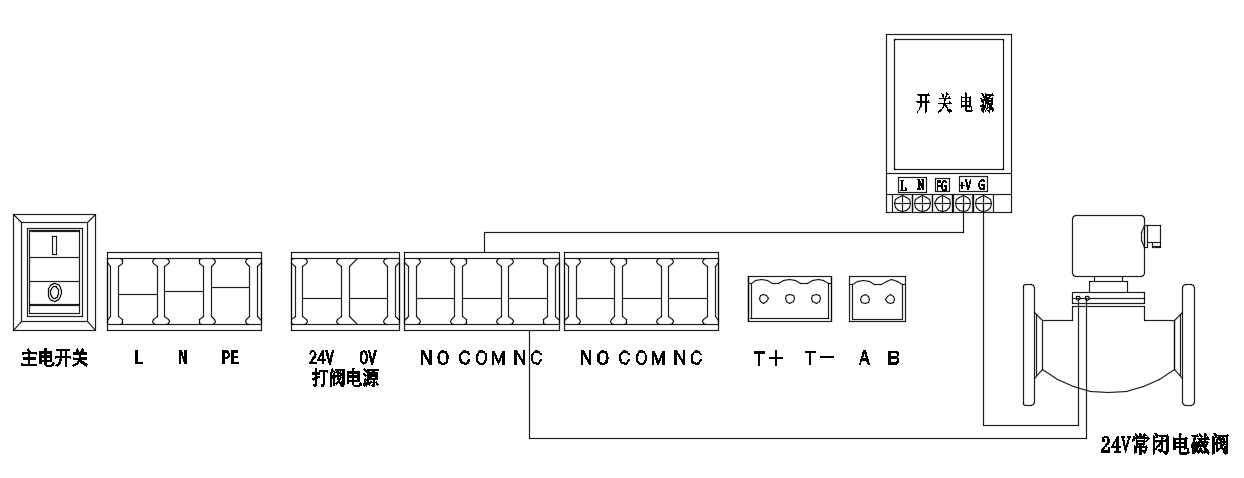 开关电源
L N FG +V G
主电开关 L N PE 24V 0V NO COM NC NO COM NC T+ T- A B
打阀电源
24V常闭电磁阀